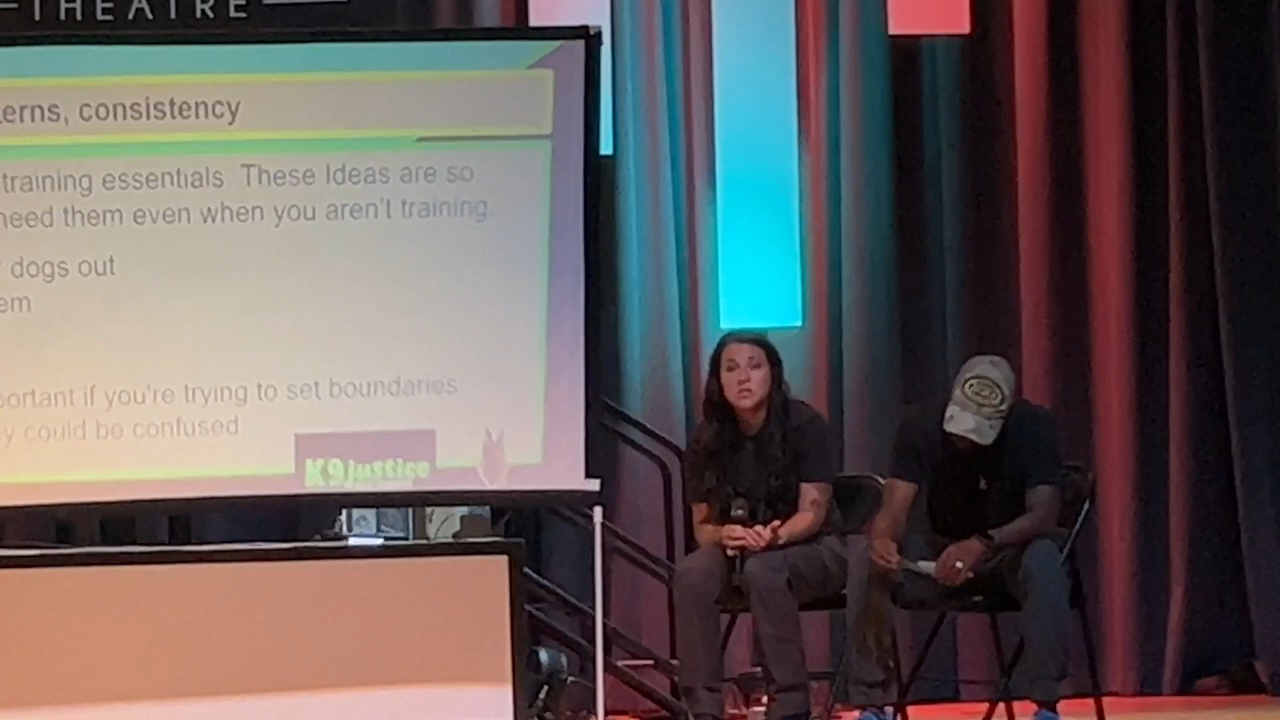 THEATRE
erns, consistency
training essentials. These Ideas are so
need them even when you aren't training.
dogs out
em
portant if you're trying to set boundaries
y could be confused
K9justice